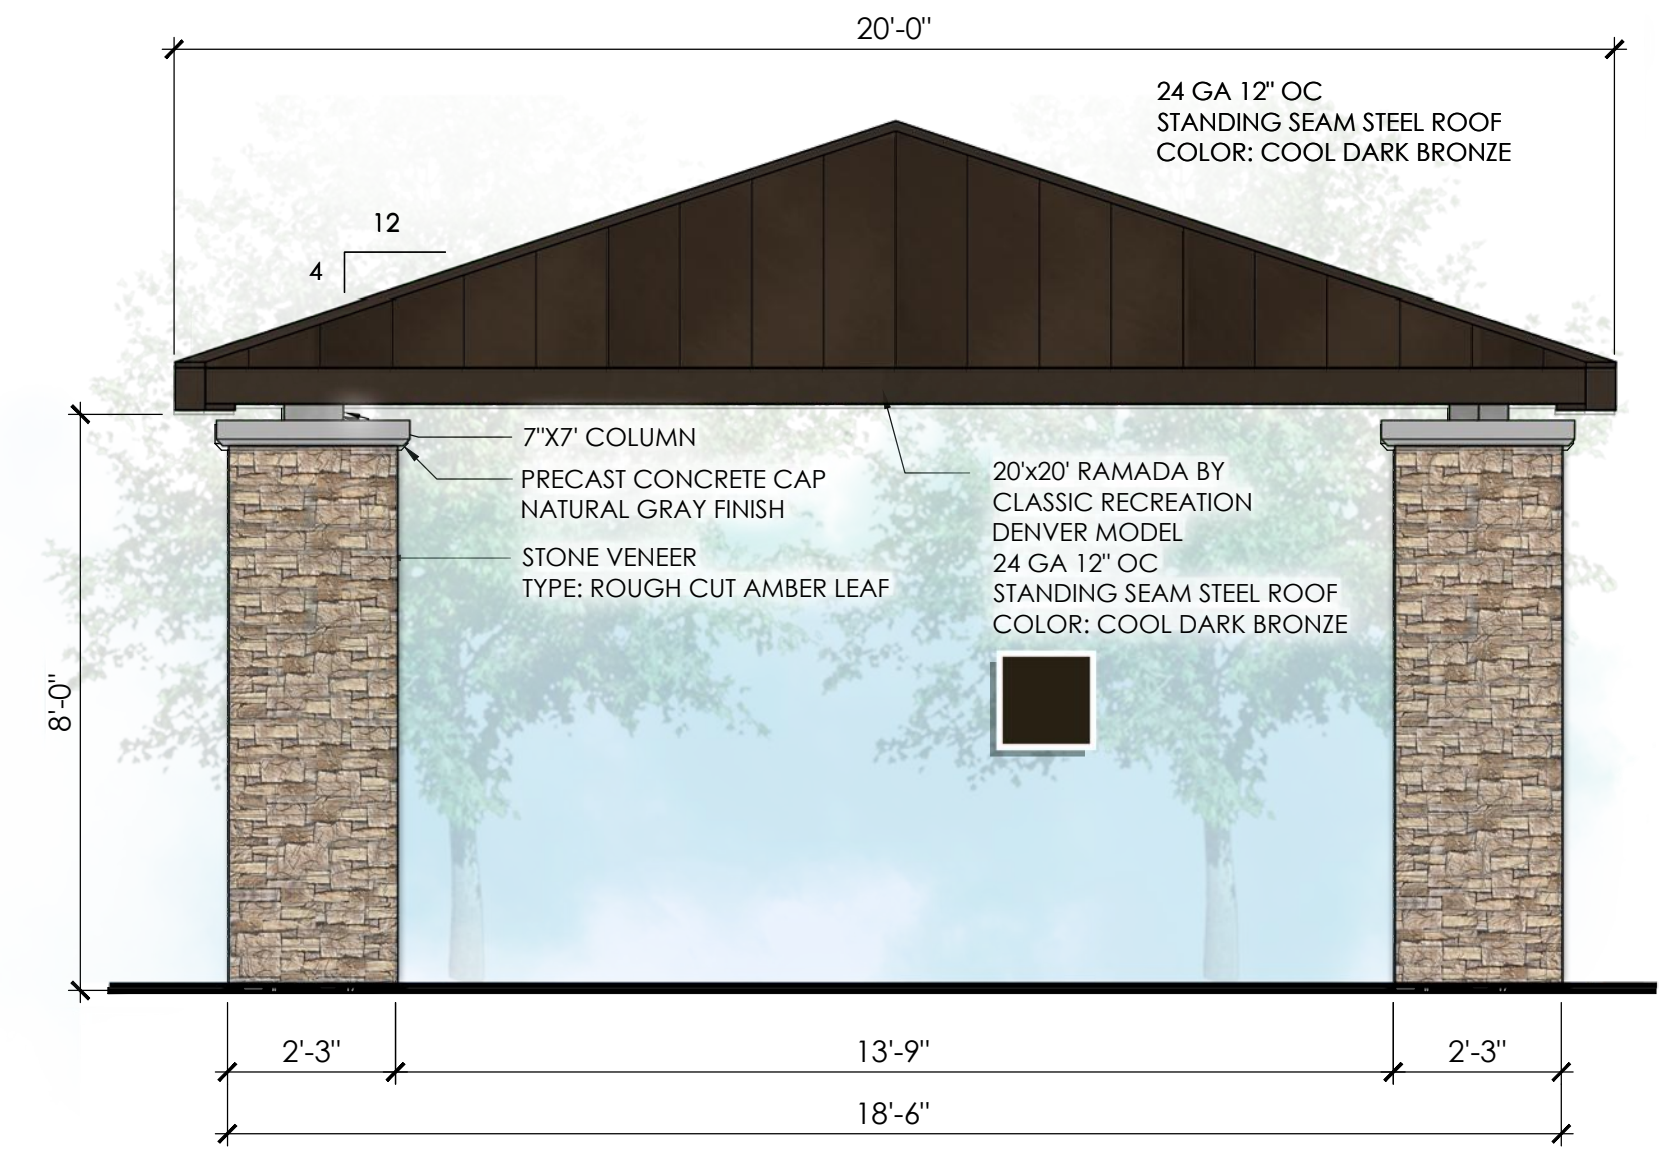 20'-0"
24 GA 12" OC
STANDING SEAM STEEL ROOF
COLOR: COOL DARK BRONZE
12
4
7"X7' COLUMN
PRECAST CONCRETE CAP
NATURAL GRAY FINISH
STONE VENEER
TYPE: ROUGH CUT AMBER LEAF
20'x20' RAMADA BY
CLASSIC RECREATION
DENVER MODEL
24 GA 12" OC
STANDING SEAM STEEL ROOF
COLOR: COOL DARK BRONZE
8'-0"
2'-3"
13'-9"
2'-3"
18'-6"